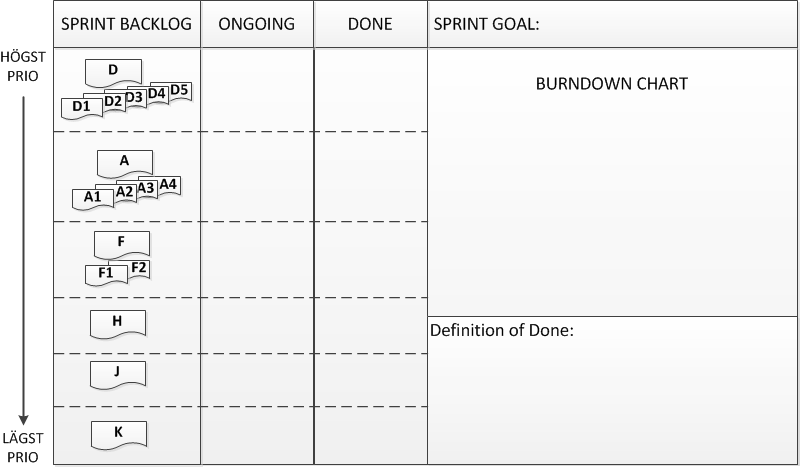 SPRINT BACKLOG
ONGOING
DONE
SPRINT GOAL:
HÖGST
PRIO
D
D1 D2 D3 D4 D5
BURNDOWN CHART
A
A1 A2 A3 A4
F
F1 F2
H
Definition of Done:
J
K
LÄGST
PRIO